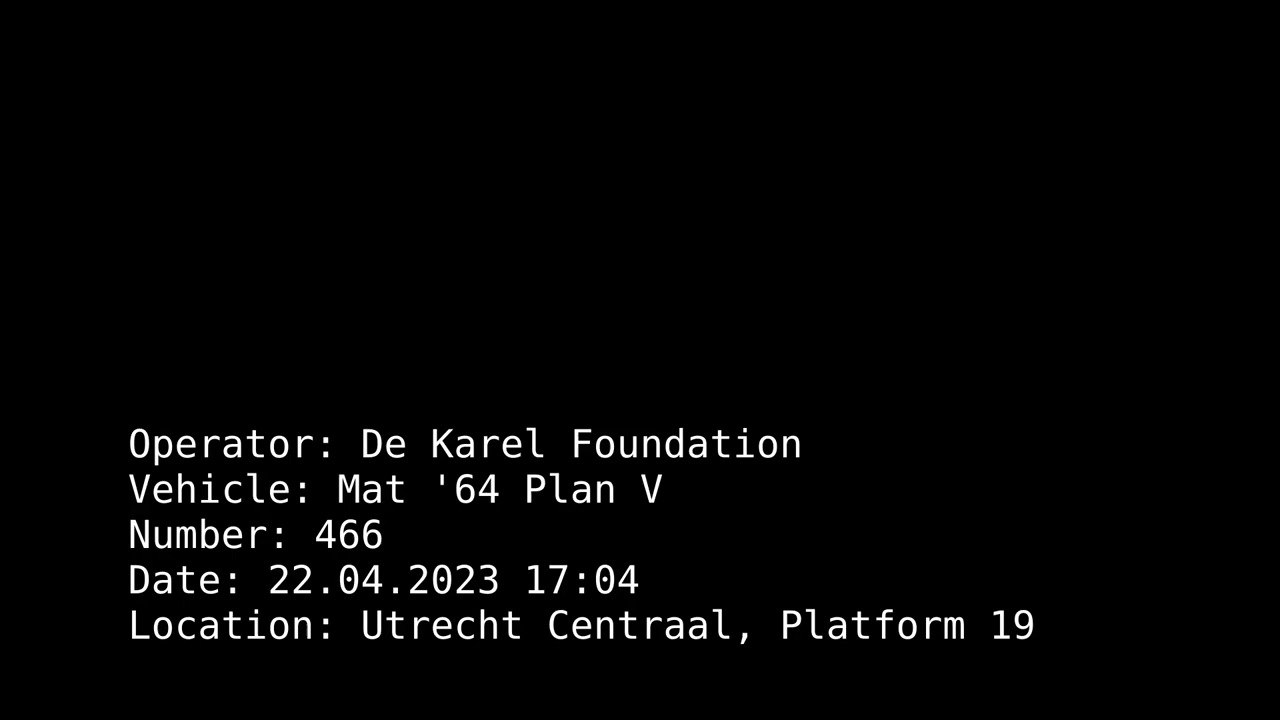 Operator: De Karel Foundation
Vehicle: Mat '64 Plan V
Number: 466
Date: 22.04.2023 17:04
Location: Utrecht Centraal, Platform 19